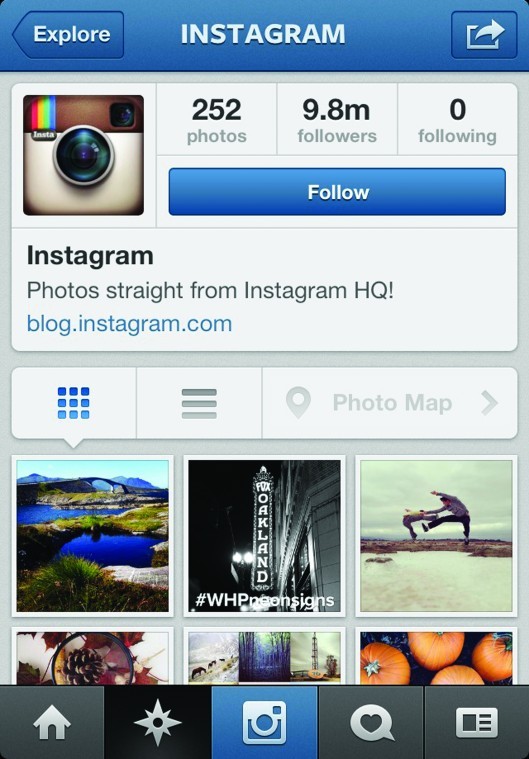 Explore
INSTAGRAM
Insta
252
photos
9.8m
followers
0
following
Follow
Instagram
Photos straight from Instagram HQ!
blog.instagram.com
Photo Map
FOX
OAKLAND
#WHPneonsigns